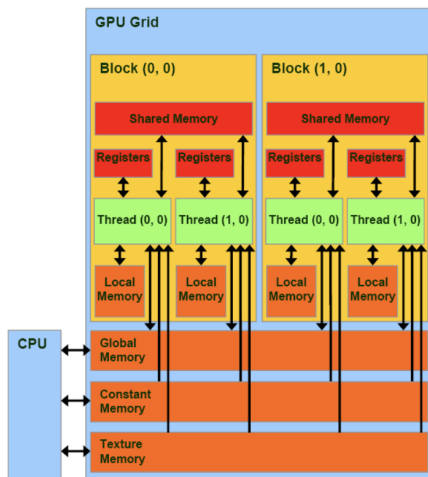 GPU Grid
Block (0, 0)
Block (1, 0)
Shared Memory
Shared Memory
Registers
Registers
Registers
Registers
Thread (0, 0)
Thread (1, 0)
Thread (0, 0)
Thread (1, 0)
Local
Memory
Local
Memory
Local
Memory
Local
Memory
CPU
Global
Memory
Constant
Memory
Texture
Memory